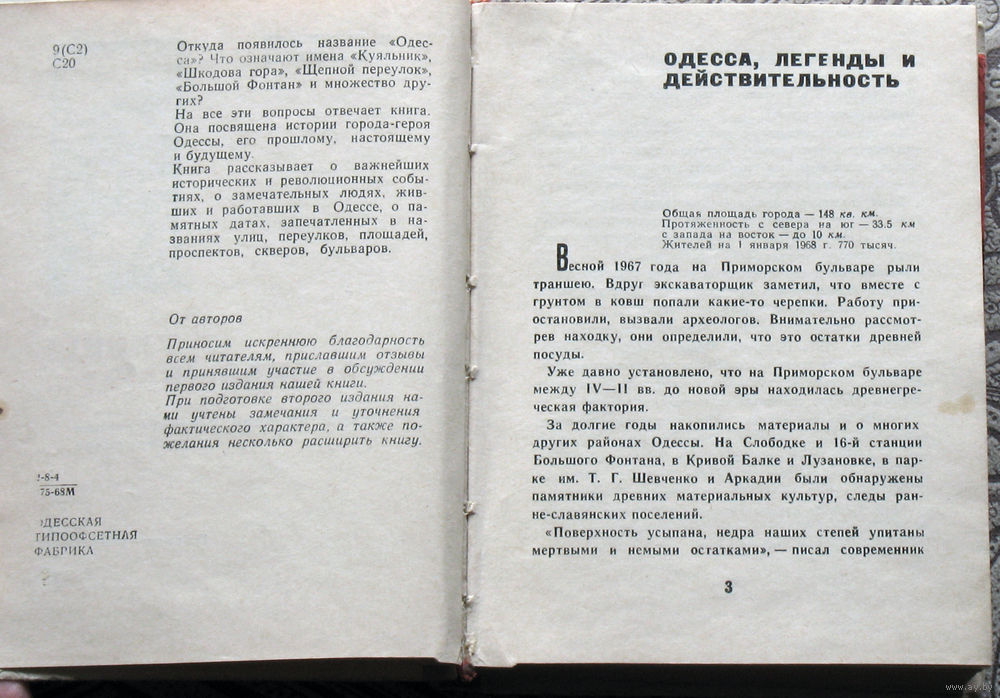 9(С2)
С20
Откуда появилось название «Одес-
са»? Что означают имена «Куяльник»,
«Шкодова гора», «Щепной переулок»,
«Большой Фонтан» и множество дру-
гих?
На все эти вопросы отвечает книга.
Она посвящена истории города-героя
Одессы, его прошлому, настоящему
и будущему.
Книга рассказывает о важнейших
исторических и революционных собы-
тиях, о замечательных людях, жив-
ших и работавших в Одессе, о па-
мятных датах, запечатленных в на-
званиях улиц, переулков, площадей,
проспектов, скверов, бульваров.
От авторов
Приносим искреннюю благодарность
всем читателям, приславшим отзывы
и принявшим участие в обсуждении
первого издания нашей книги.
При подготовке второго издания на-
ми учтены замечания и уточнения
фактического характера, а также по-
желания несколько расширить книгу.
-8-4
75-68М
ДЕССКАЯ
ТИПООФСЕТНАЯ
ФАБРИКА
ОДЕССА, ЛЕГЕНДЫ И
ДЕЙСТВИТЕЛЬНОСТЬ
Общая площадь города — 148 кв. км.
Протяженность с севера на юг — 33.5 км
с запада на восток — до 10 км.
Жителей на 1 января 1968 г. 770 тысяч.
Весной 1967 года на Приморском бульваре рыли
траншею. Вдруг экскаваторщик заметил, что вместе с
грунтом в ковш попали какие-то черепки. Работу при-
остановили, вызвали археологов. Внимательно рассмот-
рев находку, они определили, что это остатки древней
посуды.
Уже давно установлено, что на Приморском бульваре
между IV—II вв. до новой эры находилась древнегре-
ческая фактория.
За долгие годы накопились материалы и о многих
других районах Одессы. На Слободке и 16-й станции
Большого Фонтана, в Кривой Балке и Лузановке, в пар-
ке им. Т. Г. Шевченко и Аркадии были обнаружены
памятники древних материальных культур, следы ран-
не-славянских поселений.
«Поверхность усыпана, недра наших степей упитаны
мертвыми и немыми остатками», — писал современник
3
www.ay.by